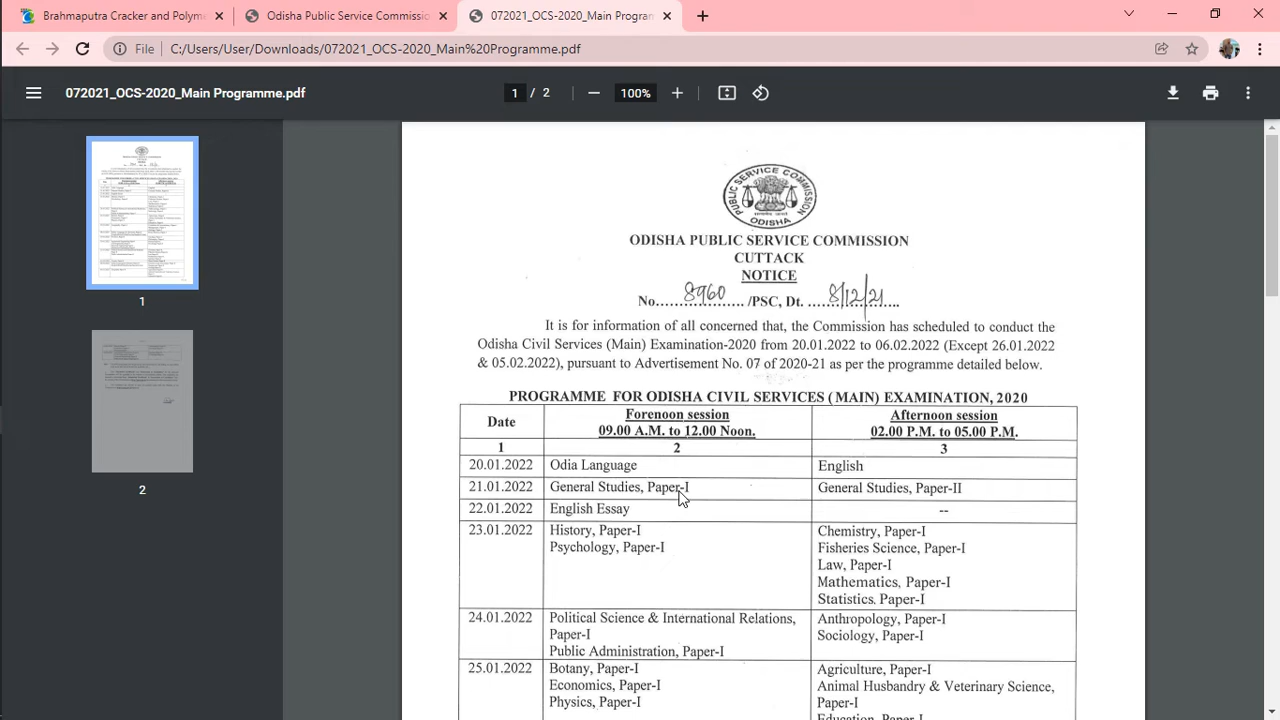 Brahmaputra Cracker and Polyme
Odisha Public Service Commissio
072021_OCS-2020_Main Program
File
C:/Users/User/Downloads/072021_OCS-2020_Main%20Programme.pdf
072021_OCS-2020_Main Programme.pdf
1 / 2
100%
1
2
PUBLIC SERVICE COMMISSION
ODISHA
ODISHA PUBLIC SERVICE COMMISSION
CUTTACK
NOTICE
No.......8960......... /PSC, Dt. .....8/12/21.....
It is for information of all concerned that, the Commission has scheduled to conduct the
Odisha Civil Services (Main) Examination-2020 from 20.01.2022 to 06.02.2022 (Except 26.01.2022
& 05.02.2022), pursuant to Advertisement No. 07 of 2020-21 as per the programme detailed below.
PROGRAMME FOR ODISHA CIVIL SERVICES (MAIN) EXAMINATION, 2020
Date
Forenoon session
09.00 A.M. to 12.00 Noon.
Afternoon session
02.00 P.M. to 05.00 P.M.
1 2 3
20.01.2022 Odia Language English
21.01.2022 General Studies, Paper-I General Studies, Paper-II
22.01.2022 English Essay --
23.01.2022 History, Paper-I
Psychology, Paper-I
Chemistry, Paper-I
Fisheries Science, Paper-I
Law, Paper-I
Mathematics, Paper-I
Statistics, Paper-I
24.01.2022 Political Science & International Relations,
Paper-I
Public Administration, Paper-I
Anthropology, Paper-I
Sociology, Paper-I
25.01.2022 Botany, Paper-I
Economics, Paper-I
Physics, Paper-I
Agriculture, Paper-I
Animal Husbandry & Veterinary Science,
Paper-I
Education, Paper-I